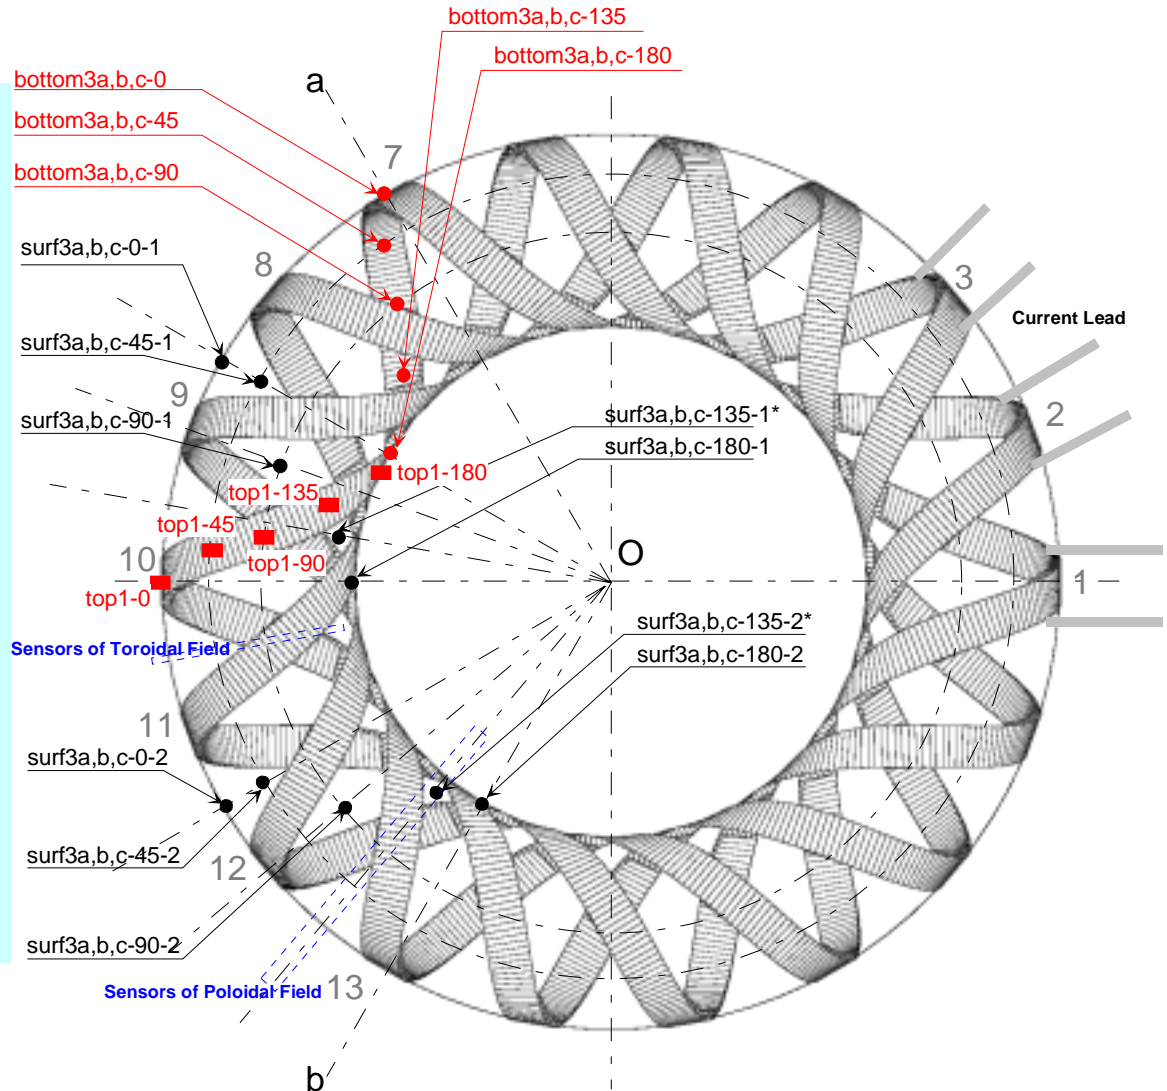 bottom3a,b,c-135
bottom3a,b,c-180
bottom3a,b,c-0
a
bottom3a,b,c-45
7
bottom3a,b,c-90
surf3a,b,c-0-1
8
3
Current Lead
surf3a,b,c-45-1
9
2
surf3a,b,c-90-1
surf3a,b,c-135-1*
surf3a,b,c-180-1
top1-180
top1-135
top1-45
10
top1-90
O
1
top1-0
surf3a,b,c-135-2*
Sensors of Toroidal Field
surf3a,b,c-180-2
11
surf3a,b,c-0-2
surf3a,b,c-45-2
12
surf3a,b,c-90-2
Sensors of Poloidal Field
13
b